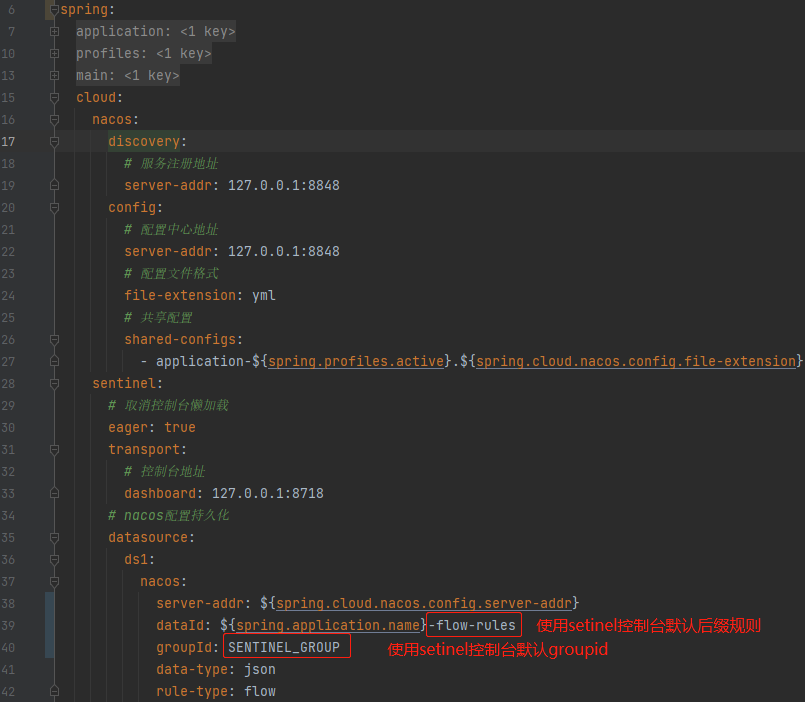 6 spring:
7 application: <1 key>
10 profiles: <1 key>
13 main: <1 key>
15 cloud:
16 nacos:
17 discovery:
18 # 服务注册地址
19 server-addr: 127.0.0.1:8848
20 config:
21 # 配置中心地址
22 server-addr: 127.0.0.1:8848
23 # 配置文件格式
24 file-extension: yml
25 # 共享配置
26 shared-configs:
27 - application-${spring.profiles.active}.${spring.cloud.nacos.config.file-extension}
28 sentinel:
29 # 取消控制台懒加载
30 eager: true
31 transport:
32 # 控制台地址
33 dashboard: 127.0.0.1:8718
34 # nacos配置持久化
35 datasource:
36 ds1:
37 nacos:
38 server-addr: ${spring.cloud.nacos.config.server-addr}
39 dataId: ${spring.application.name}-flow-rules 使用setinel控制台默认后缀规则
40 groupId: SENTINEL_GROUP 使用setinel控制台默认groupid
41 data-type: json
42 rule-type: flow